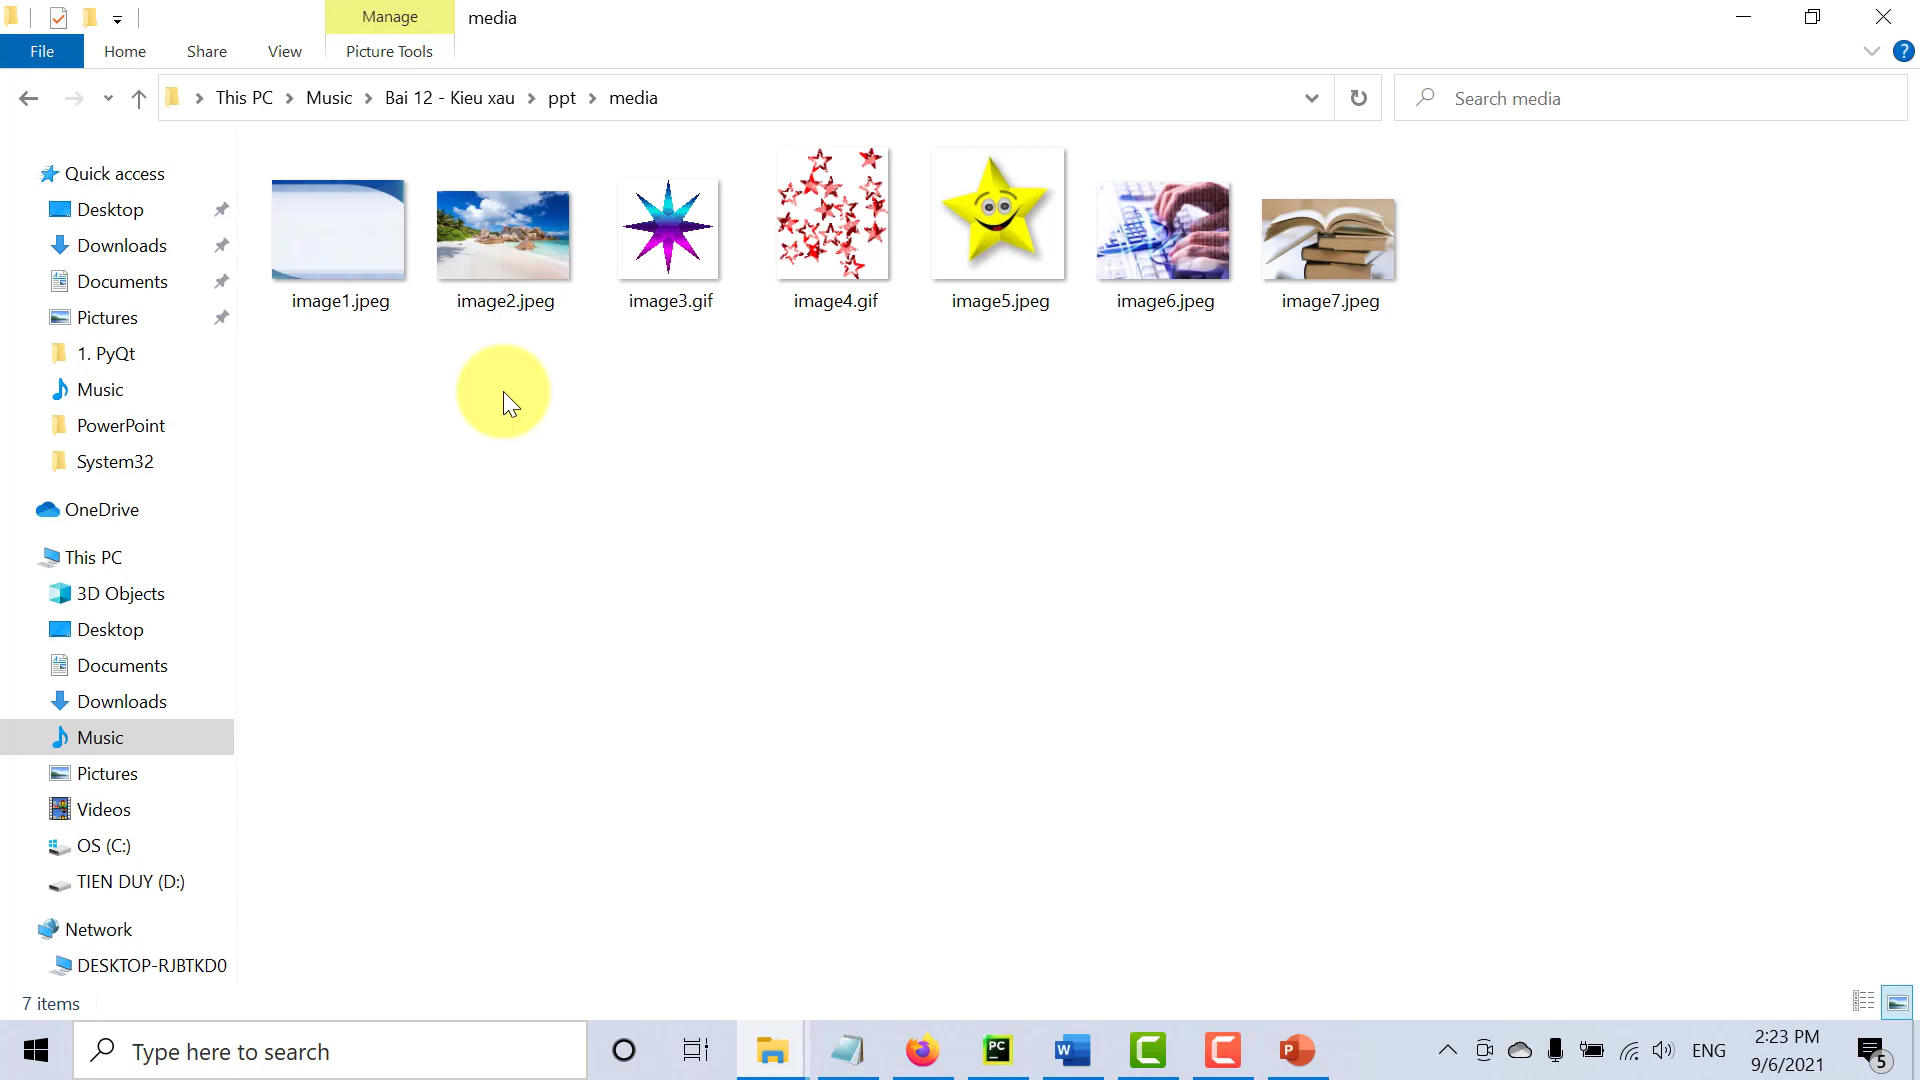 Manage
media
File
Home
Share
View
Picture Tools
This PC
Music
Bai 12 - Kieu xau
ppt
media
Search media
Quick access
Desktop
Downloads
Documents
Pictures
1. PyQt
Music
PowerPoint
System32
OneDrive
This PC
3D Objects
Desktop
Documents
Downloads
Music
Pictures
Videos
OS (C:)
TIEN DUY (D:)
Network
DESKTOP-RJBTKD0
image1.jpeg
image2.jpeg
image3.gif
image4.gif
image5.jpeg
image6.jpeg
image7.jpeg
7 items
Type here to search
PC
W
C
C
P
ENG
2:23 PM
9/6/2021
5